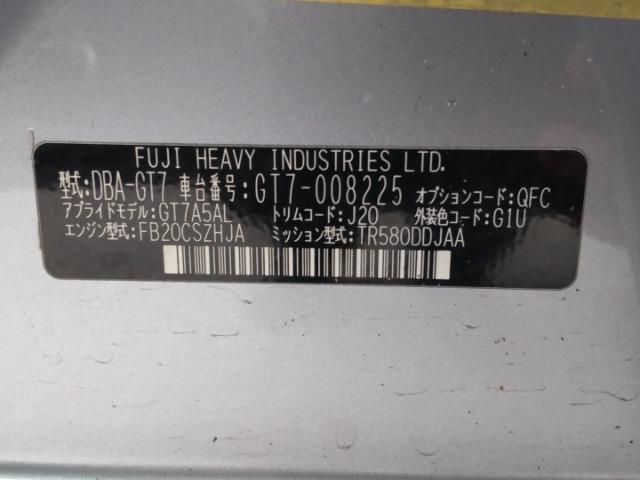 FUJI HEAVY INDUSTRIES LTD.
型式:DBA-GT7 車台番号:GT7-008225 オプションコード:QFC
アプライドモデル:GT7A5AL トリムコード:J20 外装色コード:G1U
エンジン型式:FB20CSZHJA ミッション型式:TR580DDJAA